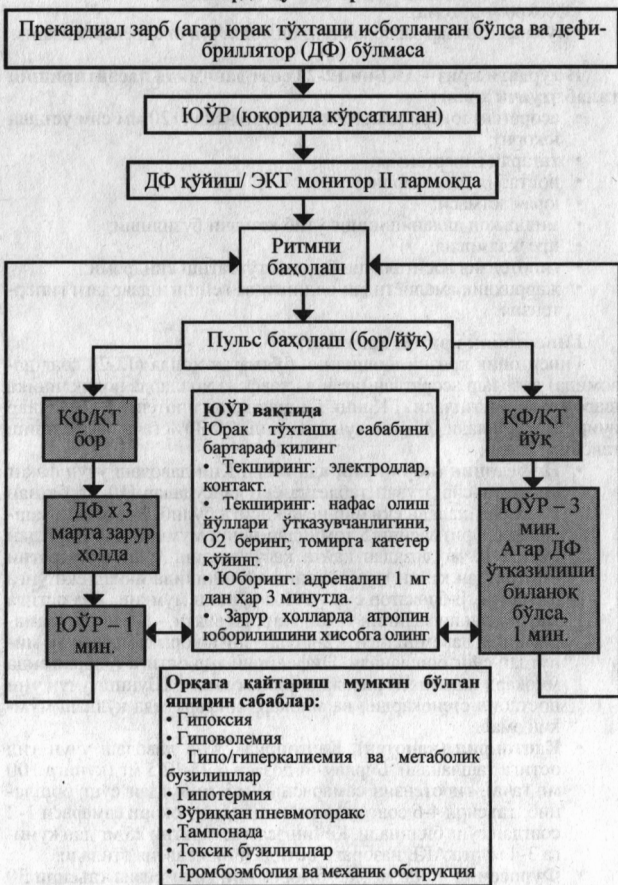 Прекардиал зарб (агар юрак тўхташи исботланган бўлса ва дефи-
бриллятор (ДФ) бўлмаса
ЮЎР (юқорида кўрсатилган)
ДФ қўйиш/ ЭКГ монитор II тармоқда
Ритмни
баҳолаш
Пульс баҳолаш (бор/йўқ)
ҚФ/ҚТ
бор
ДФ х 3
марта зарур
ҳолда
ЮЎР – 1
мин.
ЮЎР вақтида
Юрак тўхташи сабабини
бартараф қилинг
• Текширинг: электродлар,
контакт.
• Текширинг: нафас
йўллари ўтказувчанлигини,
О2 беринг, томирга катетер
қўйинг.
• Юборинг: адреналин 1 мг
дан ҳар 3 минутда.
Зарур ҳолларда атропин
юборилишини хисобга олинг
ҚФ/ҚТ
йўқ
ЮЎР – 3
мин.
Агар ДФ
ўтказилиши
биланоқ
бўлса,
1 мин.
Орқага қайтариш мумкин бўлган
яширин сабаблар:
• Гипоксия
• Гиповолемия
• Гипо/гиперкалиемия ва метаболик
бузилишлар
• Гипотермия
• Зўриққан пневмоторакс
• Тампонада
• Токсик бузилишлар
• Тромбоэмболия ва механик обструкция